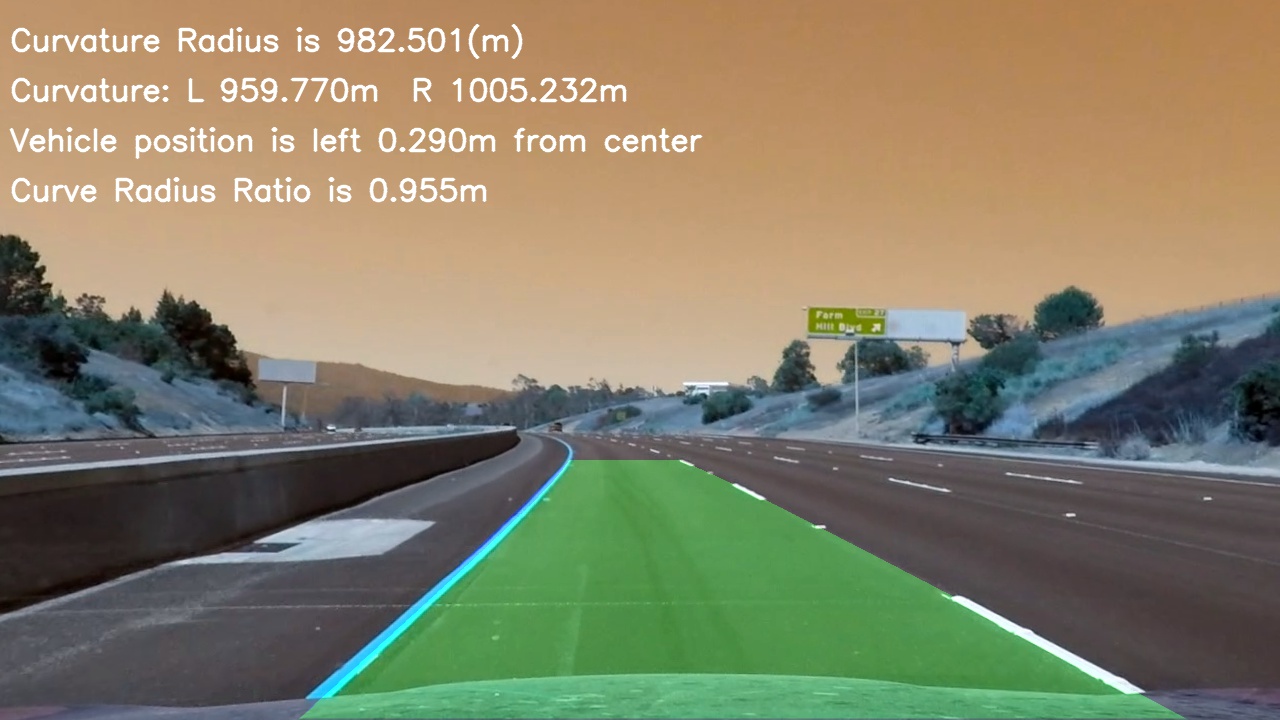 Curvature Radius is 982.501(m)
Curvature: L 959.770m R 1005.232m
Vehicle position is left 0.290m from center
Curve Radius Ratio is 0.955m
Farm
Hill Blvd